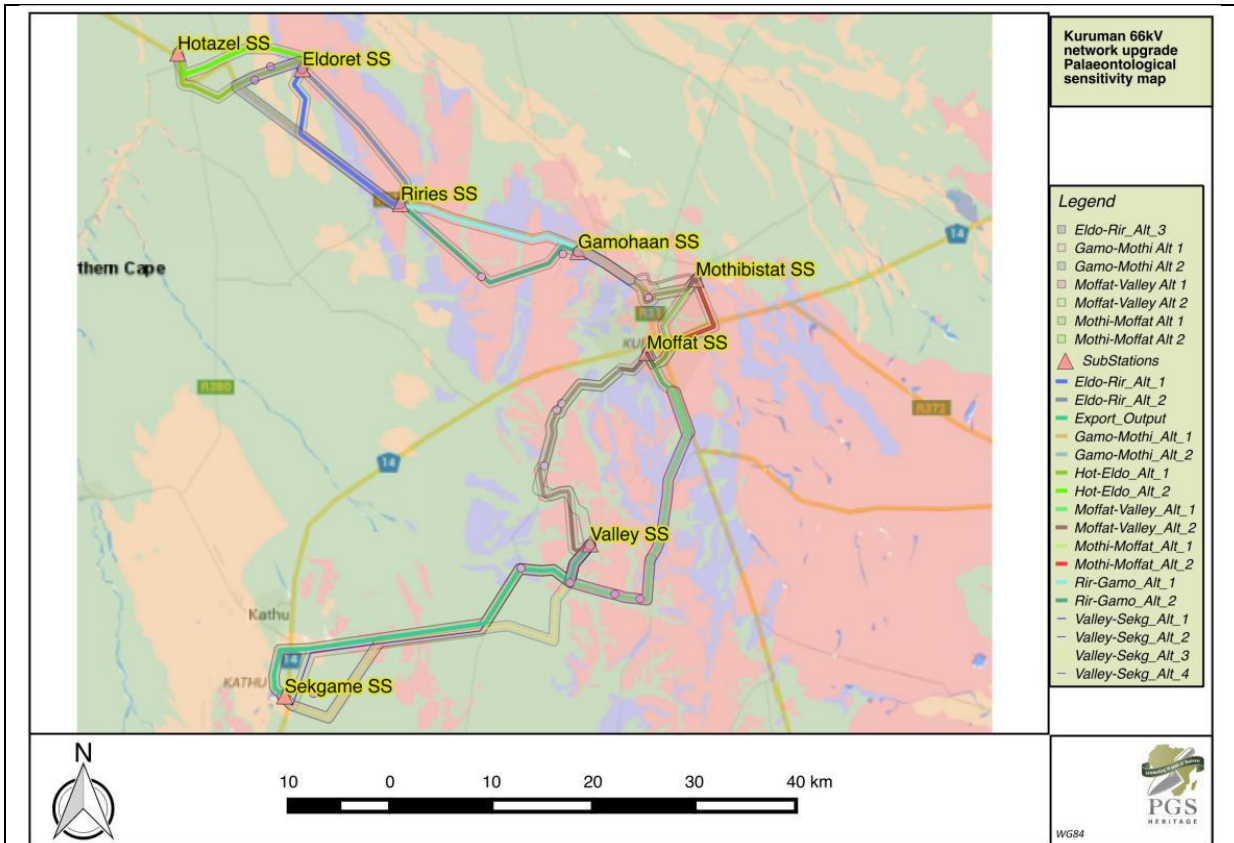 Hotazel SS
Eldoret SS
Riries SS
Gamohaan SS
Mothibistat SS
14
thern Cape
R31
KU
Moffat SS
R380
14
Valley SS
Kathu
14
KATHU
Sekgame SS
N
10 0 10 20 30 40 km
Kuruman 66kV
network upgrade
Palaeontological
sensitivity map
Legend
Eldo-Rir_Alt_3
Gamo-Mothi Alt 1
Gamo-Mothi Alt 2
Moffat-Valley Alt 1
Moffat-Valley Alt 2
Mothi-Moffat Alt 1
Mothi-Moffat Alt 2
SubStations
Eldo-Rir_Alt_1
Eldo-Rir_Alt_2
Export_Output
Gamo-Mothi_Alt_1
Gamo-Mothi_Alt_2
Hot-Eldo_Alt_1
Hot-Eldo_Alt_2
Moffat-Valley_Alt_1
Moffat-Valley_Alt_2
Mothi-Moffat_Alt_1
Mothi-Moffat_Alt_2
Rir-Gamo_Alt_1
Rir-Gamo_Alt_2
Valley-Sekg_Alt_1
Valley-Sekg_Alt_2
Valley-Sekg_Alt_3
Valley-Sekg_Alt_4
PGS
HERITAGE
WG84